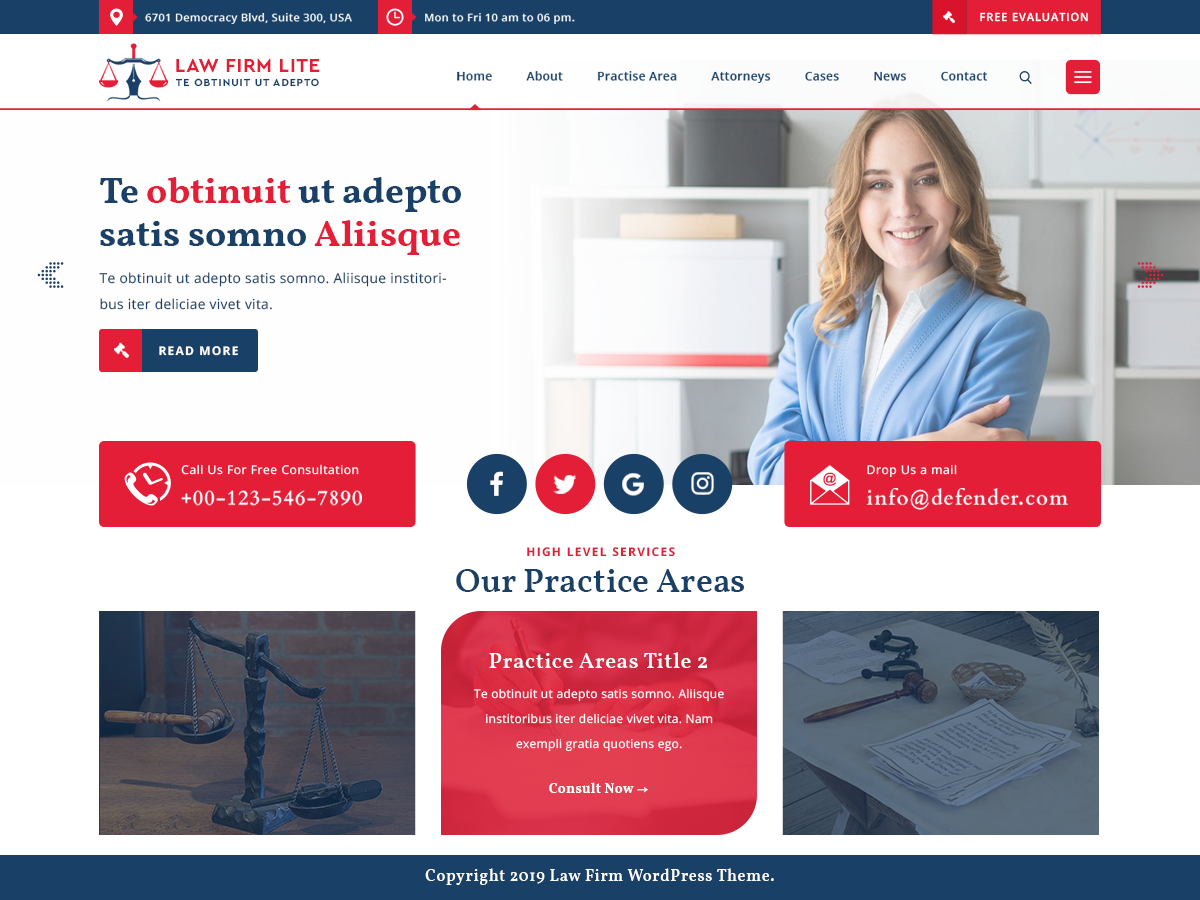 6701 Democracy Blvd, Suite 300, USA
Mon to Fri 10 am to 06 pm.
FREE EVALUATION
LAW FIRM LITE
TE OBTINUIT UT ADEPTO
Home
About
Practise Area
Attorneys
Cases
News
Contact
Te obtinuit ut adepto
satis somno Aliisque
Te obtinuit ut adepto satis somno. Aliisque institori-
bus iter deliciae vivet vita.
READ MORE
Call Us For Free Consultation
+00-123-546-7890
Drop Us a mail
info@defender.com
HIGH LEVEL SERVICES
Our Practice Areas
Practice Areas Title 2
Te obtinuit ut adepto satis somno. Aliisque
institoribus iter deliciae vivet vita. Nam
exempli gratia quotiens ego.
Consult Now →
Copyright 2019 Law Firm WordPress Theme.